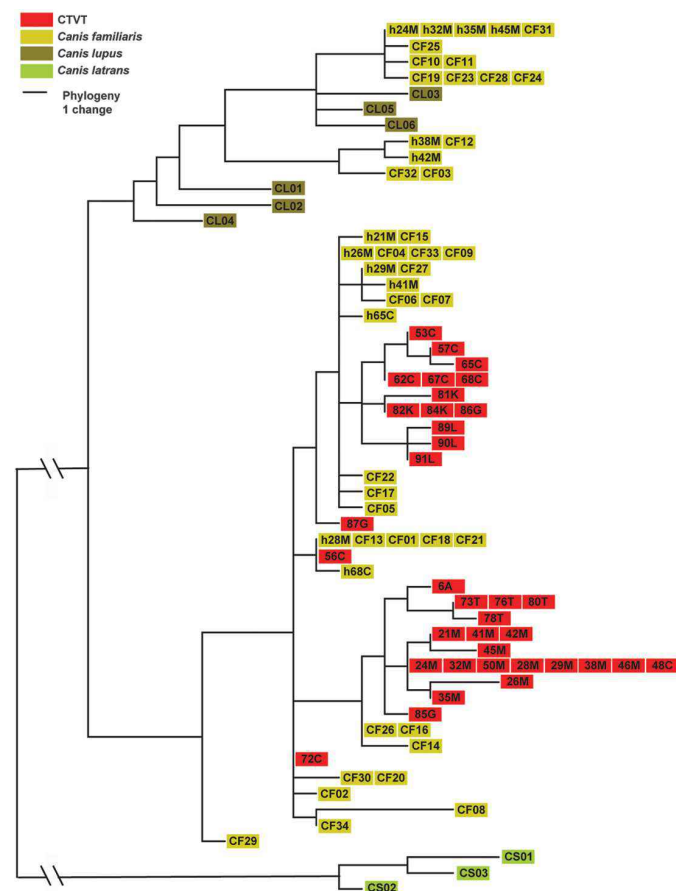 CTVT
Canis familiaris
Canis lupus
Canis latrans
Phylogeny
1 change
h24M h32M h35M h45M CF31
CF25
CF10 CF11
CF19 CF23 CF28 CF24
CL03
CL05
CL06
h38M CF12
h42M
CF32 CF03
CL01
CL02
CL04
h21M CF15
h26M CF04 CF33 CF09
h29M CF27
h41M
CF06 CF07
h65C
53C
57C
65C
62C 67C 68C
81K
82K 84K 86G
89L
90L
91L
CF22
CF17
CF05
87G
h28M CF13 CF01 CF18 CF21
56C
h68C
6A
73T 76T 80T
78T
21M 41M 42M
45M
24M 32M 50M 28M 29M 38M 46M 48C
26M
35M
85G
CF26 CF16
CF14
72C
CF30 CF20
CF02
CF08
CF34
CF29
CS01
CS03
CS02